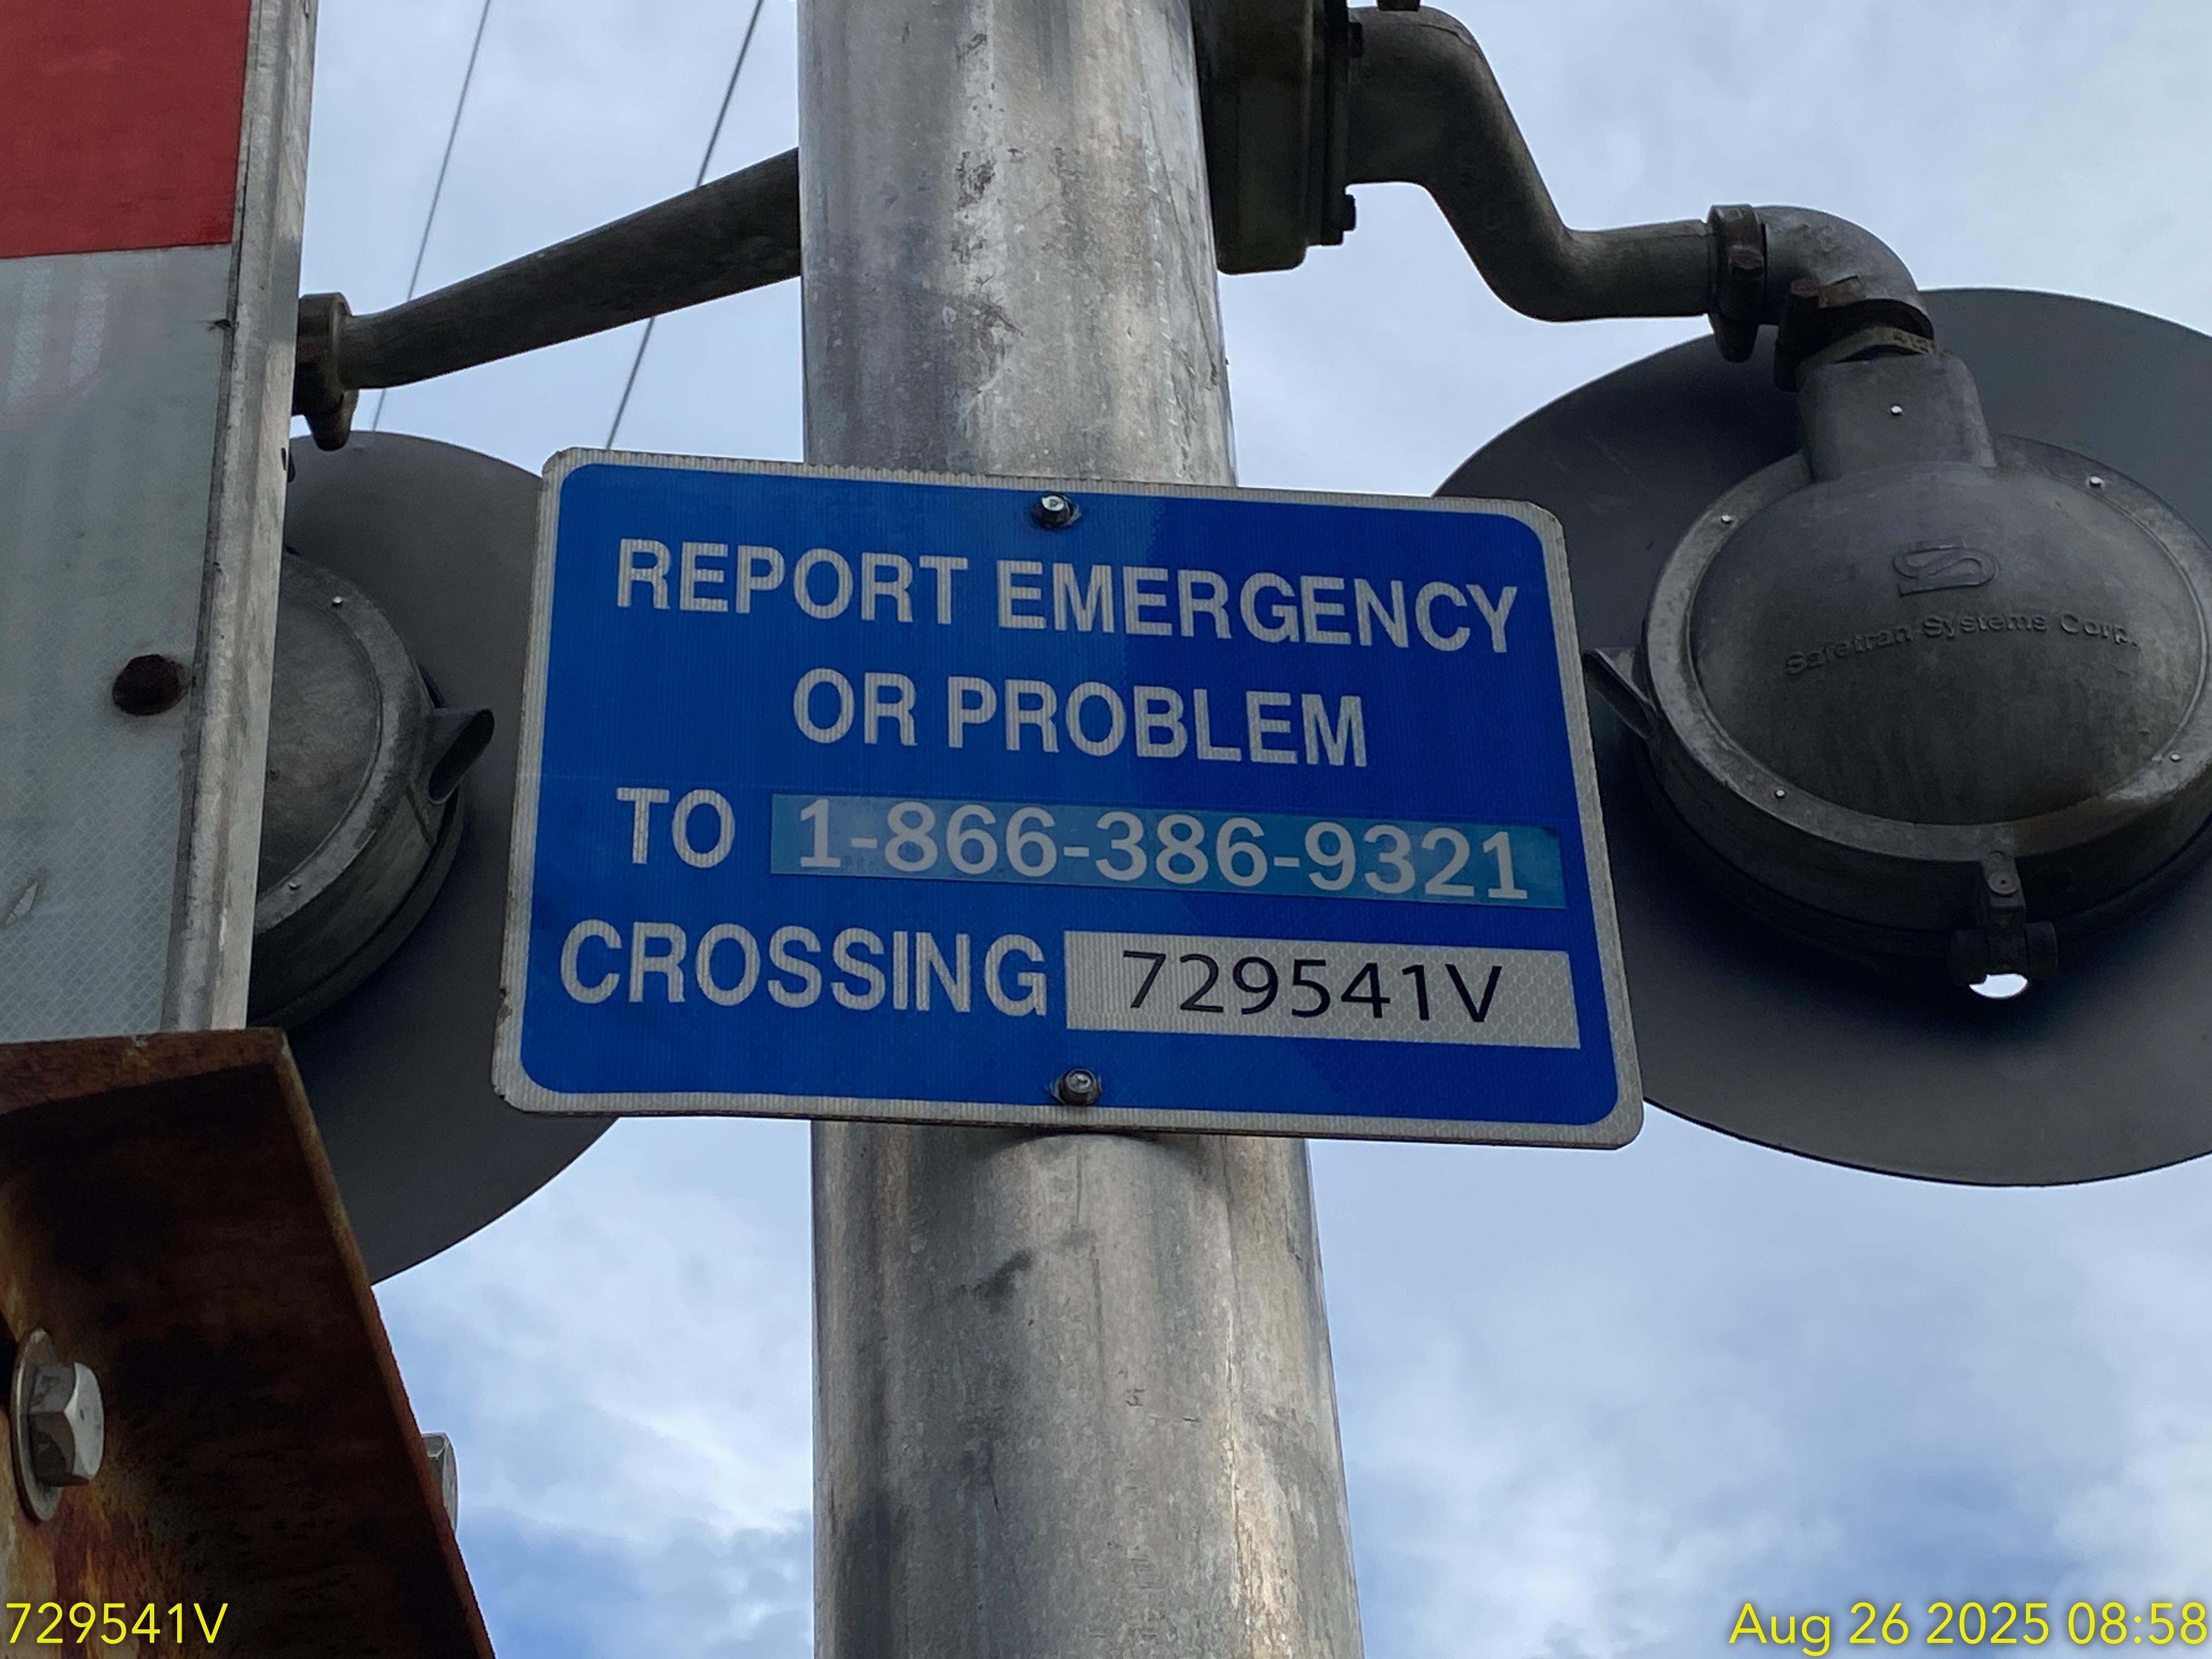 REPORT EMERGENCY
OR PROBLEM
TO 1-866-386-9321
CROSSING 729541V
Safetran Systems Corp.
729541V
Aug 26 2025 08:58